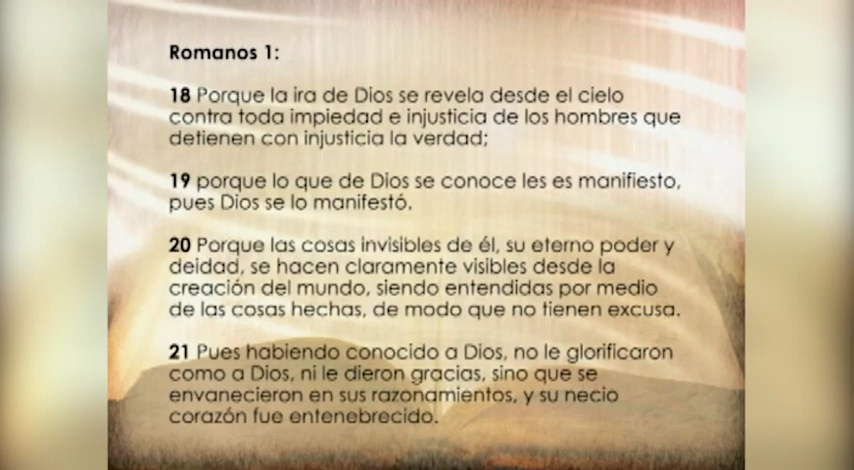 Romanos 1:
18 Porque la ira de Dios se revela desde el cielo
contra toda impiedad e injusticia de los hombres que
detienen con injusticia la verdad;
19 porque lo que de Dios se conoce les es manifiesto,
pues Dios se lo manifestó.
20 Porque las cosas invisibles de él, su eterno poder y
deidad, se hacen claramente visibles desde la
creación del mundo, siendo entendidas por medio
de las cosas hechas, de modo que no tienen excusa.
21 Pues habiendo conocido a Dios, no le glorificaron
como a Dios, ni le dieron gracias, sino que se
envanecieron en sus razonamientos, y su necio
corazón fue entenebrecido.